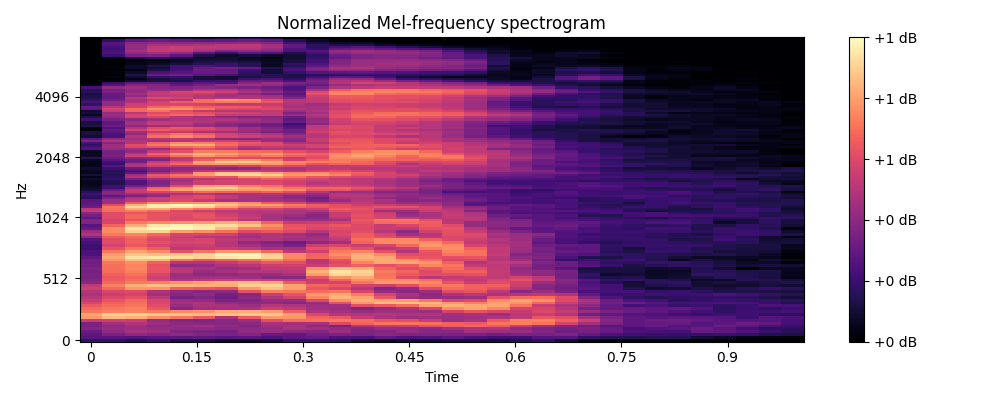 Normalized Mel-frequency spectrogram
+1 dB
+1 dB
+1 dB
+0 dB
+0 dB
+0 dB
4096
2048
1024
512
0
Hz
0
0.15
0.3
0.45
0.6
0.75
0.9
Time